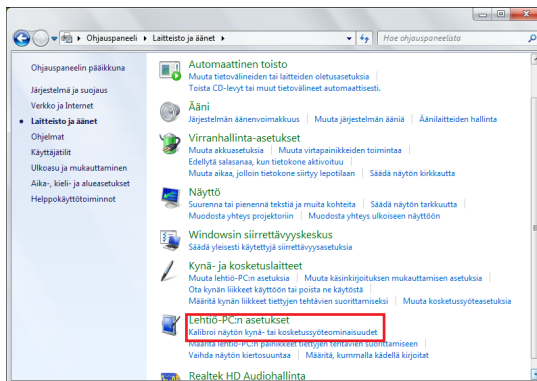 Ohjauspaneeli ▸ Laitteisto ja äänet ▸
Hae ohjauspaneelista
Ohjauspaneelin pääikkuna
Järjestelmä ja suojaus
Verkko ja Internet
Laitteisto ja äänet
Ohjelmat
Käyttäjätilit
Ulkoasu ja mukauttaminen
Aika-, kieli- ja alueasetukset
Helppokäyttötoiminnot
Automaattinen toisto
Muuta tietovälineiden tai laitteiden oletusasetuksia
Toista CD-levyt tai muut tietovälineet automaattisesti.
Ääni
Järjestelmän äänenvoimakkuus | Muuta järjestelmän ääniä | Äänilaitteiden hallinta
Virranhallinta-asetukset
Muuta akkuasetuksia | Muuta virtapainikkeiden toimintaa
Edellytä salasanaa, kun tietokone aktivoituu
Muuta aikaa, jolloin tietokone siirtyy lepotilaan | Säädä näytön kirkkautta
Näyttö
Suurenna tai pienennä tekstiä ja muita kohteita | Säädä näytön tarkkuutta
Muodosta yhteys projektoriin | Muodosta yhteys ulkoiseen näyttöön
Windowsin siirrettävyyskeskus
Säädä yleisesti käytettyjä siirrettävyysasetuksia
Kynä- ja kosketuslaitteet
Muuta lehtiö-PC:n asetuksia | Muuta käsinkirjoituksen mukauttamisen asetuksia
Ota kynän liikkeet käyttöön tai poista ne käytöstä
Määritä kynän liikkeet tiettyjen tehtävien suorittamiseksi | Muuta kosketussyöteasetuksia
Lehtiö-PC:n asetukset
Kalibroi näytön kynä- tai kosketussyöteominaisuudet
Määritä lehtiö-PC:n painikkeet tiettyjen tehtävien suorittamiseen
Vaihda näytön kiertosuuntaa | Määritä, kummalla kädellä kirjoitat
Realtek HD Audiohallinta